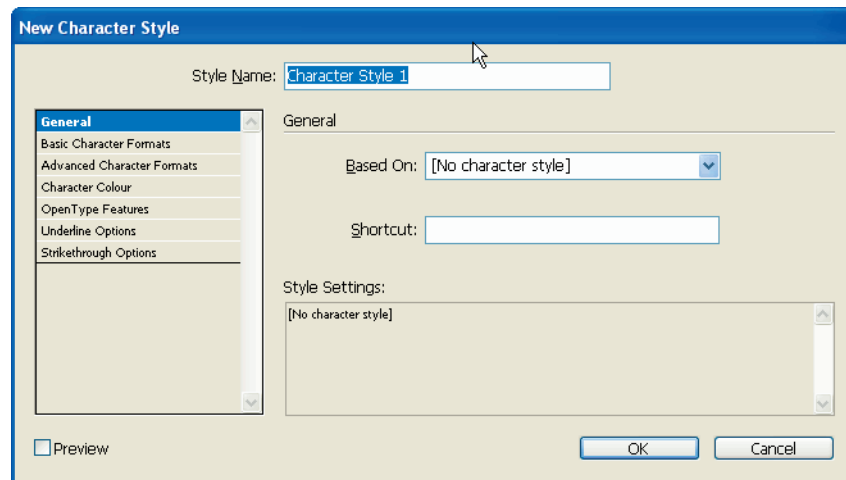 New Character Style
Style Name: Character Style 1
General
Basic Character Formats
Advanced Character Formats
Character Colour
OpenType Features
Underline Options
Strikethrough Options
General
Based On: [No character style]
Shortcut:
Style Settings:
[No character style]
Preview
OK
Cancel